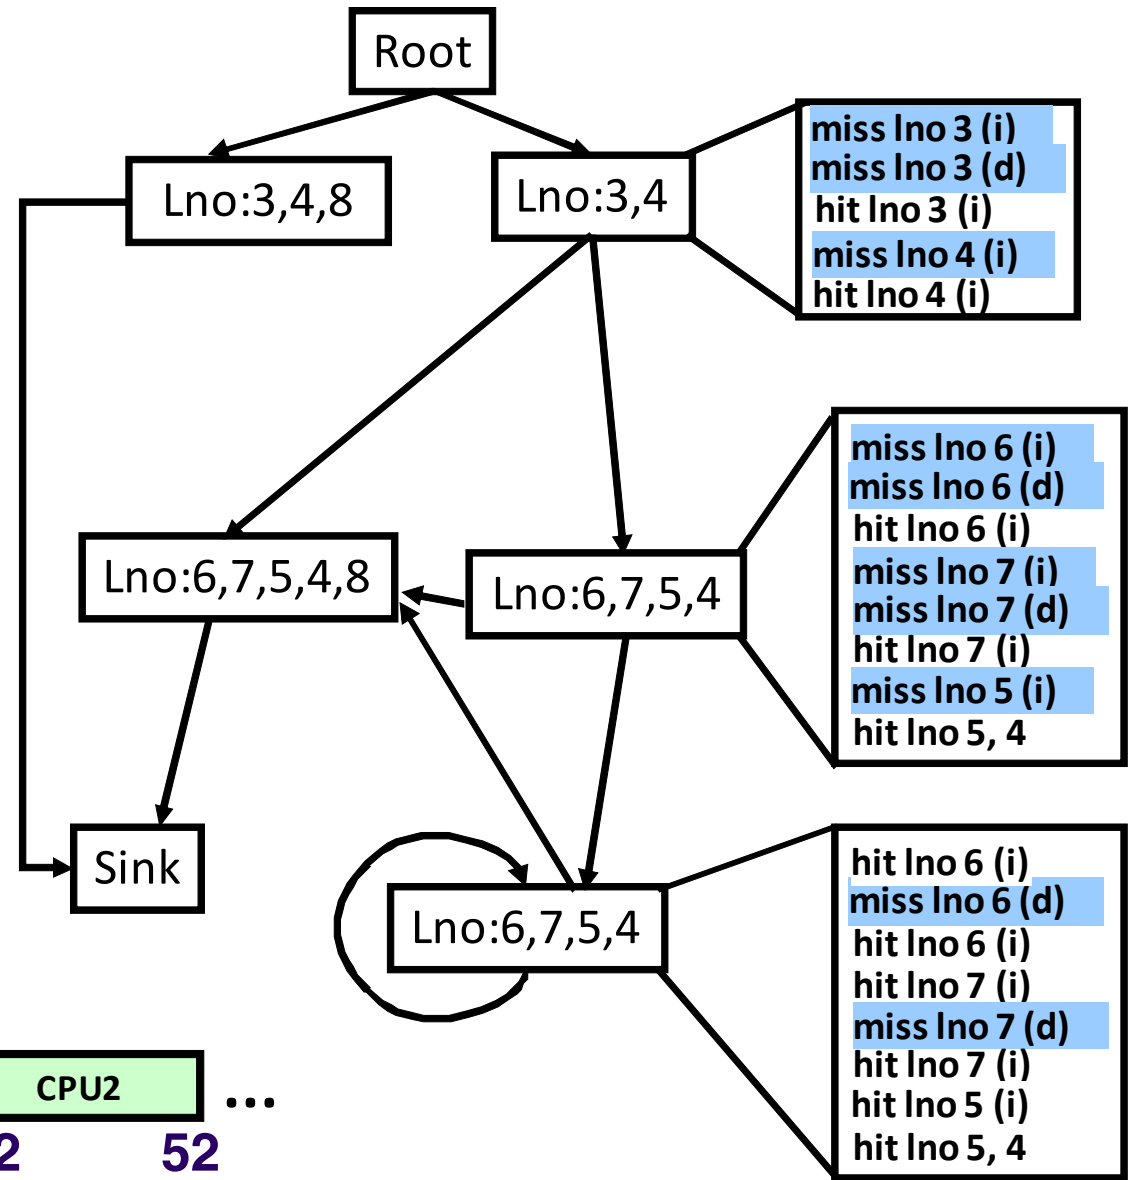 Root
Lno:3,4,8
Lno:3,4
miss lno 3 (i)
miss lno 3 (d)
hit lno 3 (i)
miss lno 4 (i)
hit lno 4 (i)
Lno:6,7,5,4,8
Lno:6,7,5,4
miss lno 6 (i)
miss lno 6 (d)
hit lno 6 (i)
miss lno 7 (i)
miss lno 7 (d)
hit lno 7 (i)
miss lno 5 (i)
hit lno 5, 4
Sink
Lno:6,7,5,4
hit lno 6 (i)
miss lno 6 (d)
hit lno 6 (i)
hit lno 7 (i)
miss lno 7 (d)
hit lno 7 (i)
hit lno 5 (i)
hit lno 5, 4
CPU2 ...
2 52